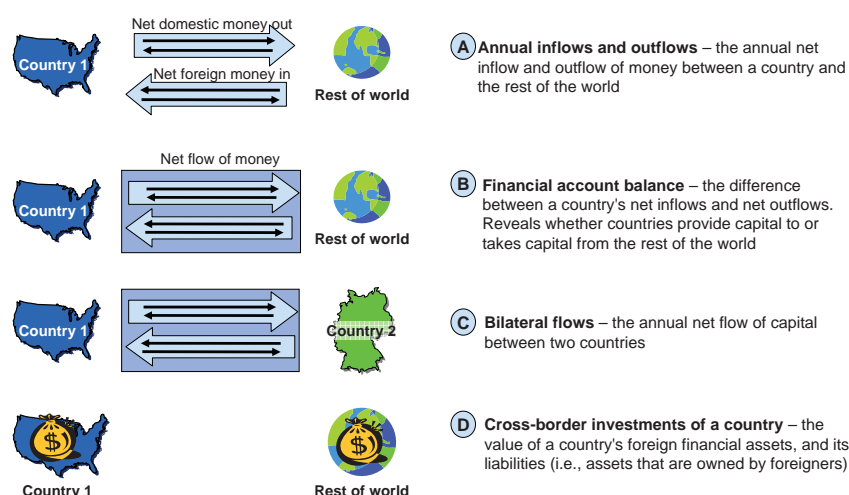 Net domestic money out
Country 1
Net foreign money in
Rest of world
A Annual inflows and outflows – the annual net
inflow and outflow of money between a country and
the rest of the world
Net flow of money
Country 1
Rest of world
B Financial account balance – the difference
between a country's net inflows and net outflows.
Reveals whether countries provide capital to or
takes capital from the rest of the world
Country 1
Country 2
C Bilateral flows – the annual net flow of capital
between two countries
$
Country 1
$
Rest of world
D Cross-border investments of a country – the
value of a country's foreign financial assets, and its
liabilities (i.e., assets that are owned by foreigners)